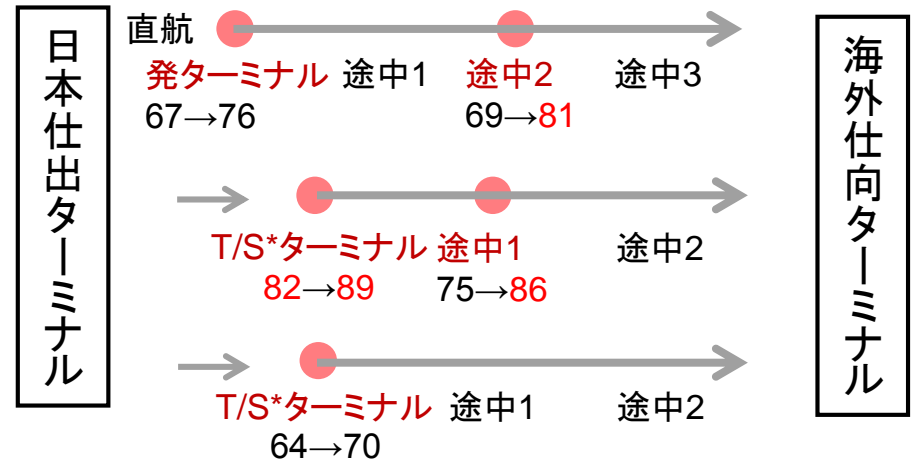 日本仕出ターミナル
直航
発ターミナル 途中1 途中2 途中3
67→76 69→81
T/S*ターミナル 途中1 途中2
82→89 75→86
T/S*ターミナル 途中1 途中2
64→70
海外仕向ターミナル